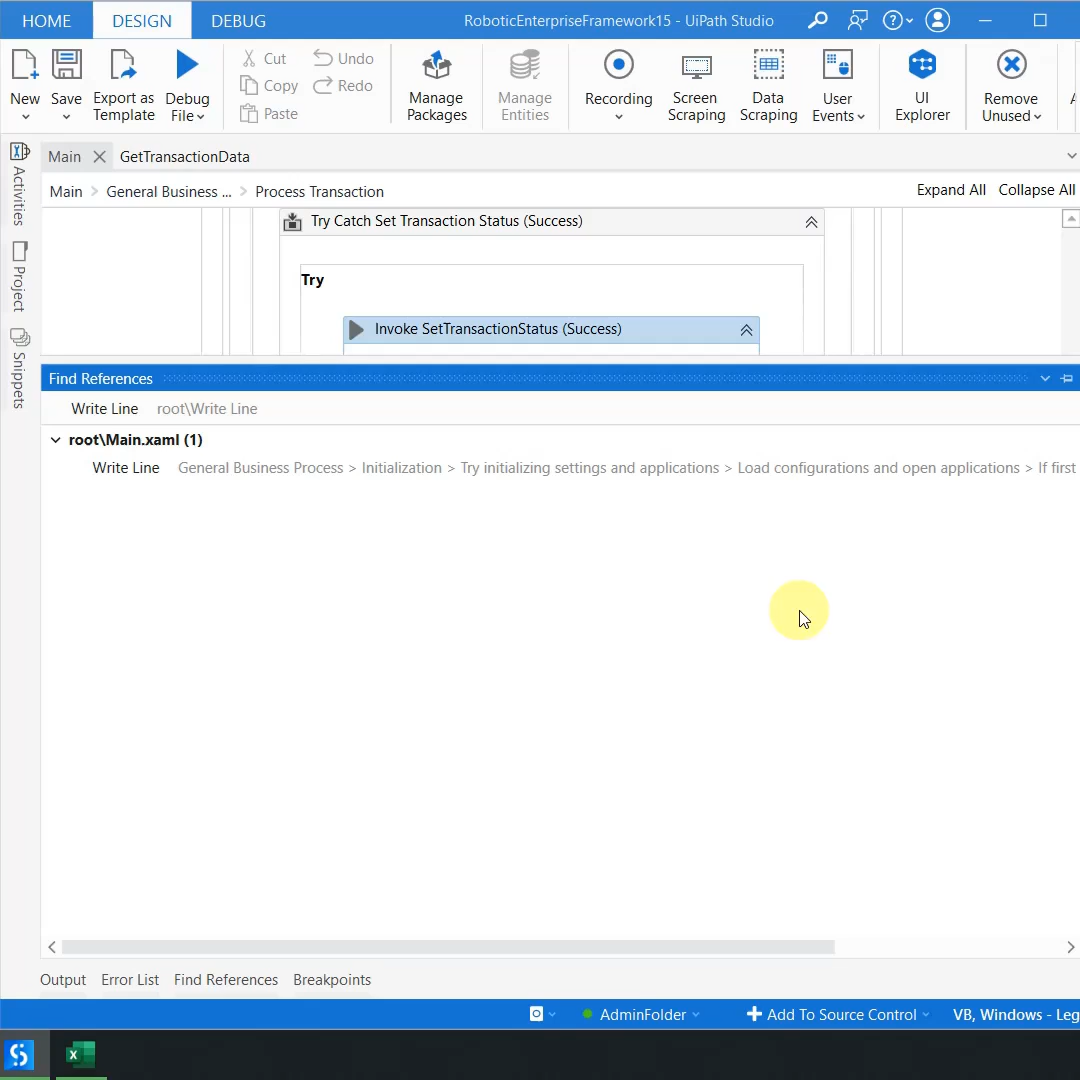 HOME DESIGN DEBUG RoboticEnterpriseFramework15 - UiPath Studio
New Save Export as Template Debug File Cut Copy Paste Undo Redo Manage Packages Manage Entities Recording Screen Scraping Data Scraping User Events UI Explorer Remove Unused
Main GetTransactionData
Main > General Business ... > Process Transaction Expand All Collapse All
Activities
Project
Snippets
Try Catch Set Transaction Status (Success)
Try
Invoke SetTransactionStatus (Success)
Find References
Write Line root\Write Line
root\Main.xaml (1)
Write Line General Business Process > Initialization > Try initializing settings and applications > Load configurations and open applications > If first
Output Error List Find References Breakpoints
AdminFolder Add To Source Control VB, Windows - Leg